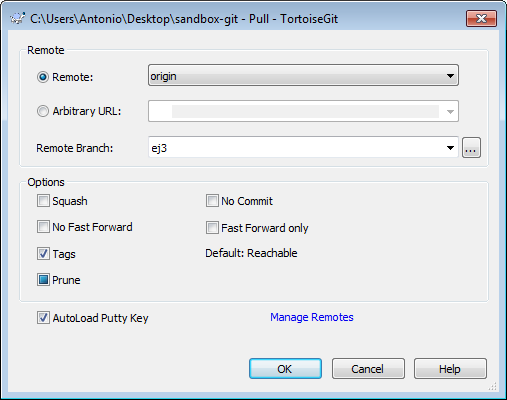 C:\Users\Antonio\Desktop\sandbox-git - Pull - TortoiseGit
Remote
Remote: origin
Arbitrary URL:
Remote Branch: ej3 ...
Options
Squash No Commit
No Fast Forward Fast Forward only
Tags Default: Reachable
Prune
AutoLoad Putty Key Manage Remotes
OK Cancel Help